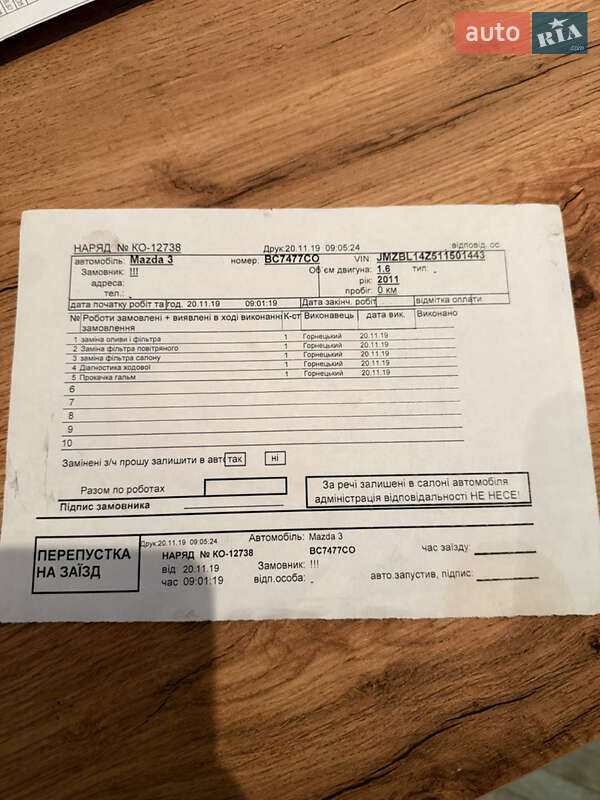 auto RIA .com
НАРЯД № КО-12738 Друк:20.11.19 09:05:24 відповід. ос.
автомобіль: Mazda 3 номер: BC7477CO VIN: JMZBL14Z511501443
Замовник: !!! Об'єм двигуна: 1.6 тип: -
адреса: рік: 2011
тел.: - пробіг: 0 км
дата початку робіт та год. 20.11.19 09:01:19 Дата закінч. робіт відмітка оплати
№ Роботи замовлені + виявлені в ході виконання К-ст Виконавець дата вик. Виконано
замовлення
1 заміна оливи і фільтра 1 Горнецький 20.11.19
2 Заміна фільтра повітряного 1 Горнецький 20.11.19
3 заміна фільтра салону 1 Горнецький 20.11.19
4 Діагностика ходової 1 Горнецький 20.11.19
5 Прокачка гальм 1 Горнецький 20.11.19
6
7
8
9
10
Замінені з/ч прошу залишити в авто так ні
Разом по роботах
За речі залишені в салоні автомобіля
адміністрація відповідальності НЕ НЕСЕ!
Підпис замовника
ПЕРЕПУСТКА
НА ЗАЇЗД
Друк:20.11.19 09:05:24 Автомобіль: Mazda 3
НАРЯД № КО-12738 BC7477CO час заїзду:
від 20.11.19 Замовник: !!!
час 09:01:19 відп.особа: - авто.запустив, підпис: